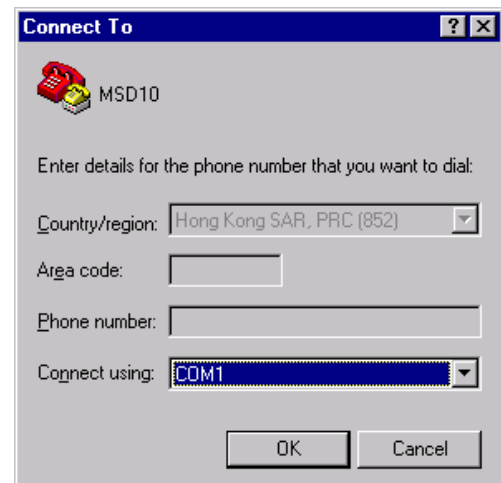 Connect To
MSD10
Enter details for the phone number that you want to dial:
Country/region: Hong Kong SAR, PRC (852)
Area code:
Phone number:
Connect using: COM1
OK Cancel